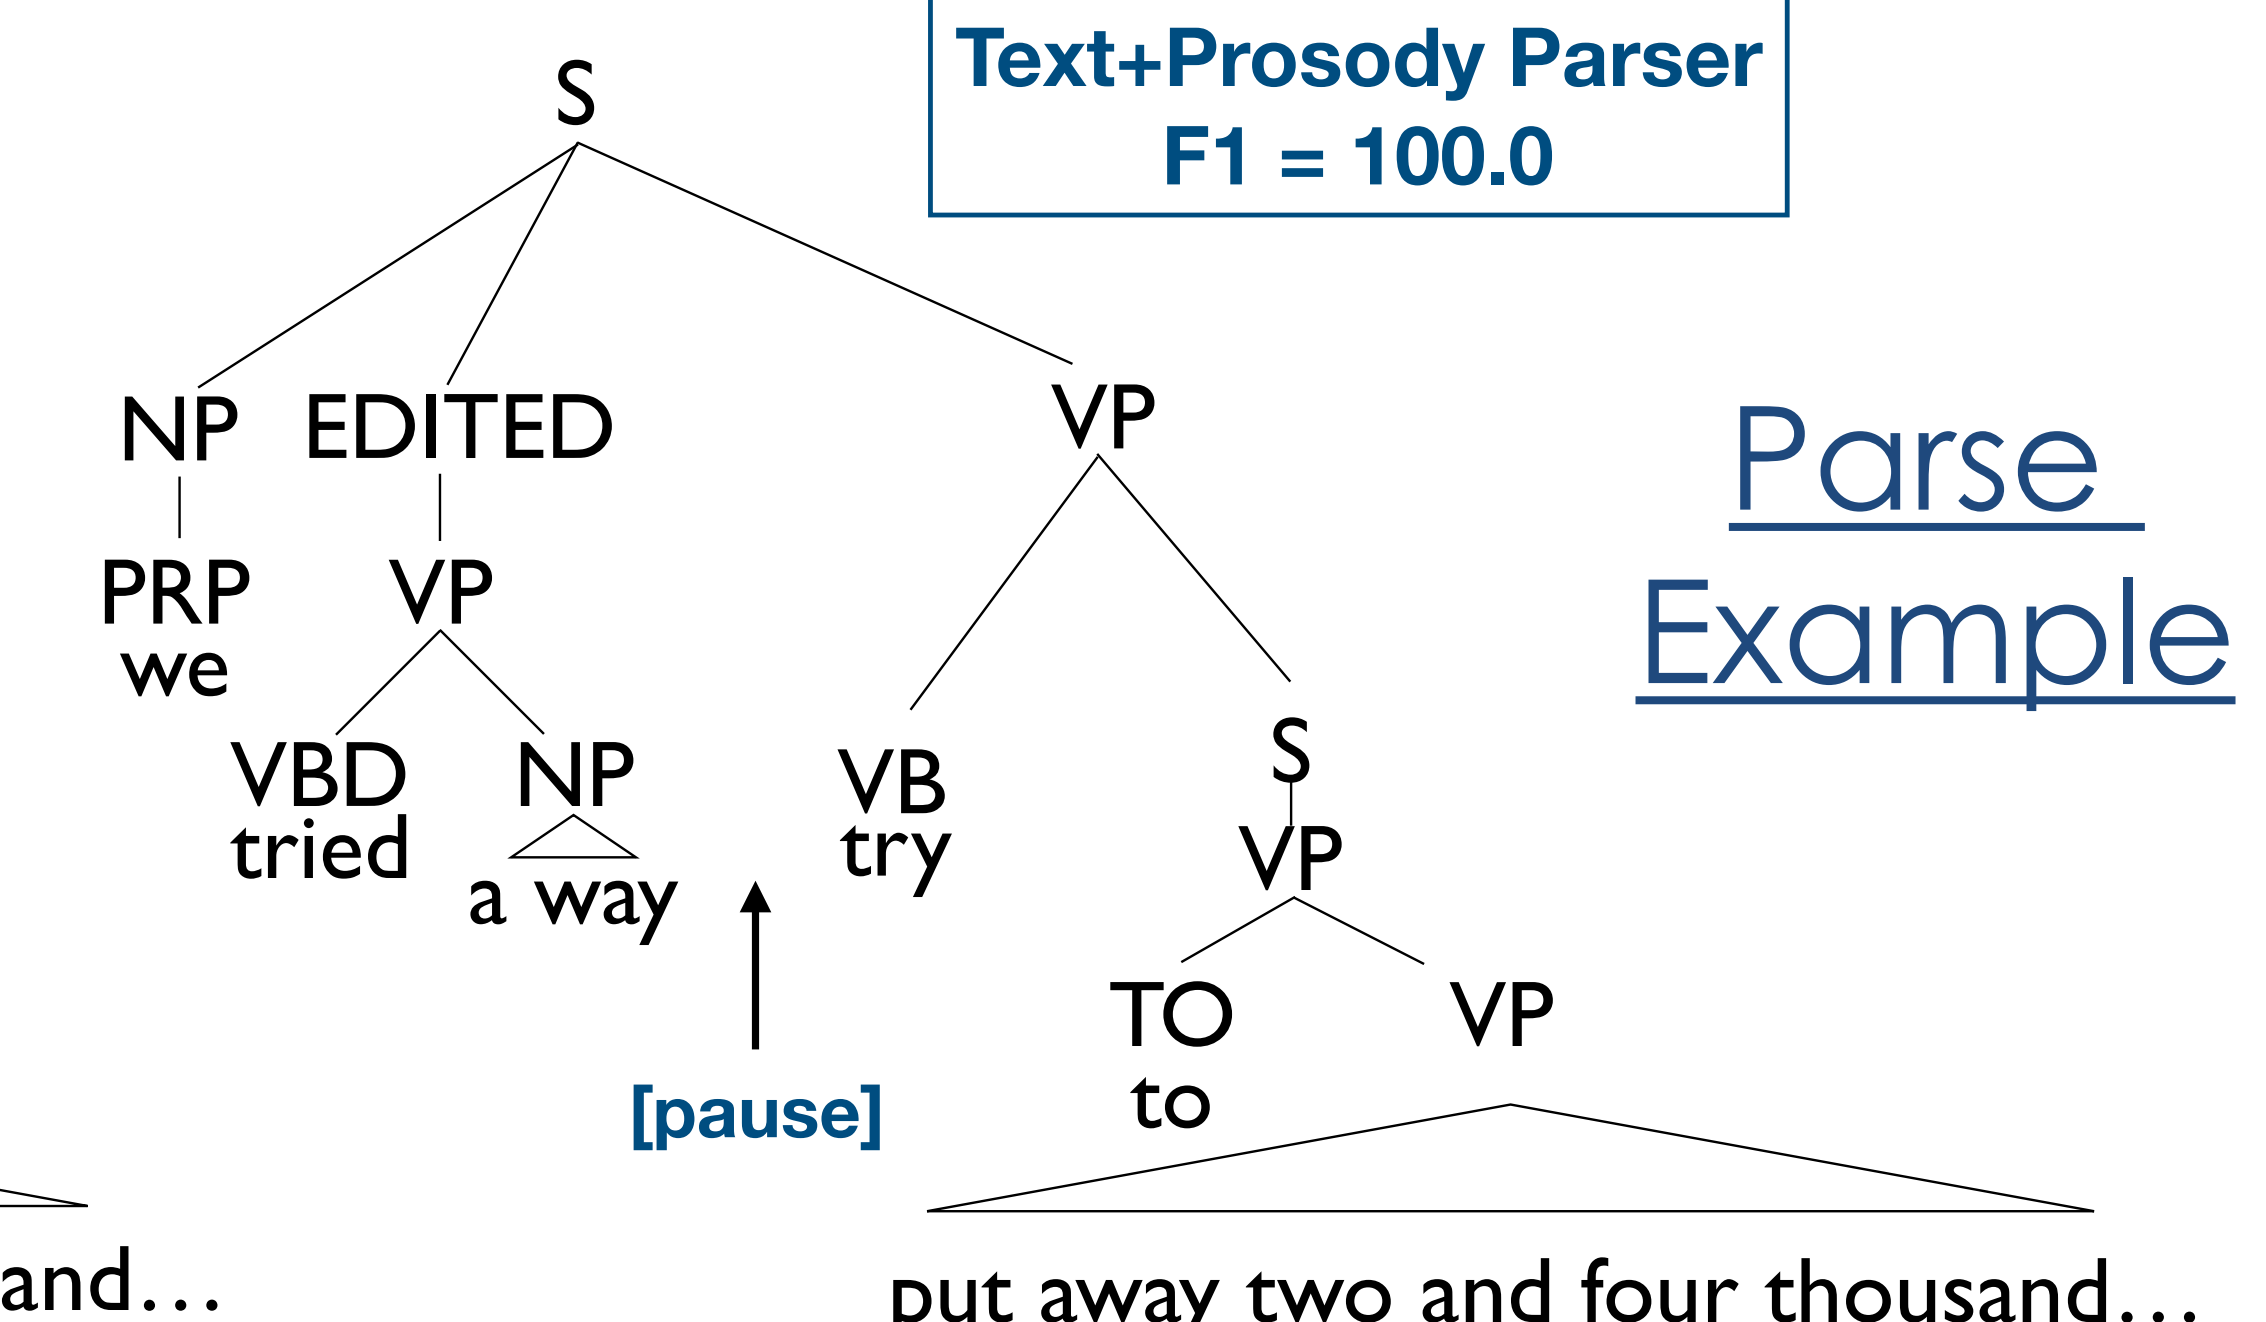 Text+Prosody Parser
F1 = 100.0
S
NP EDITED VP
Parse
Example
PRP VP
we
VBD NP VB S
tried a way try VP
TO VP
to
[pause]
and…
put away two and four thousand…